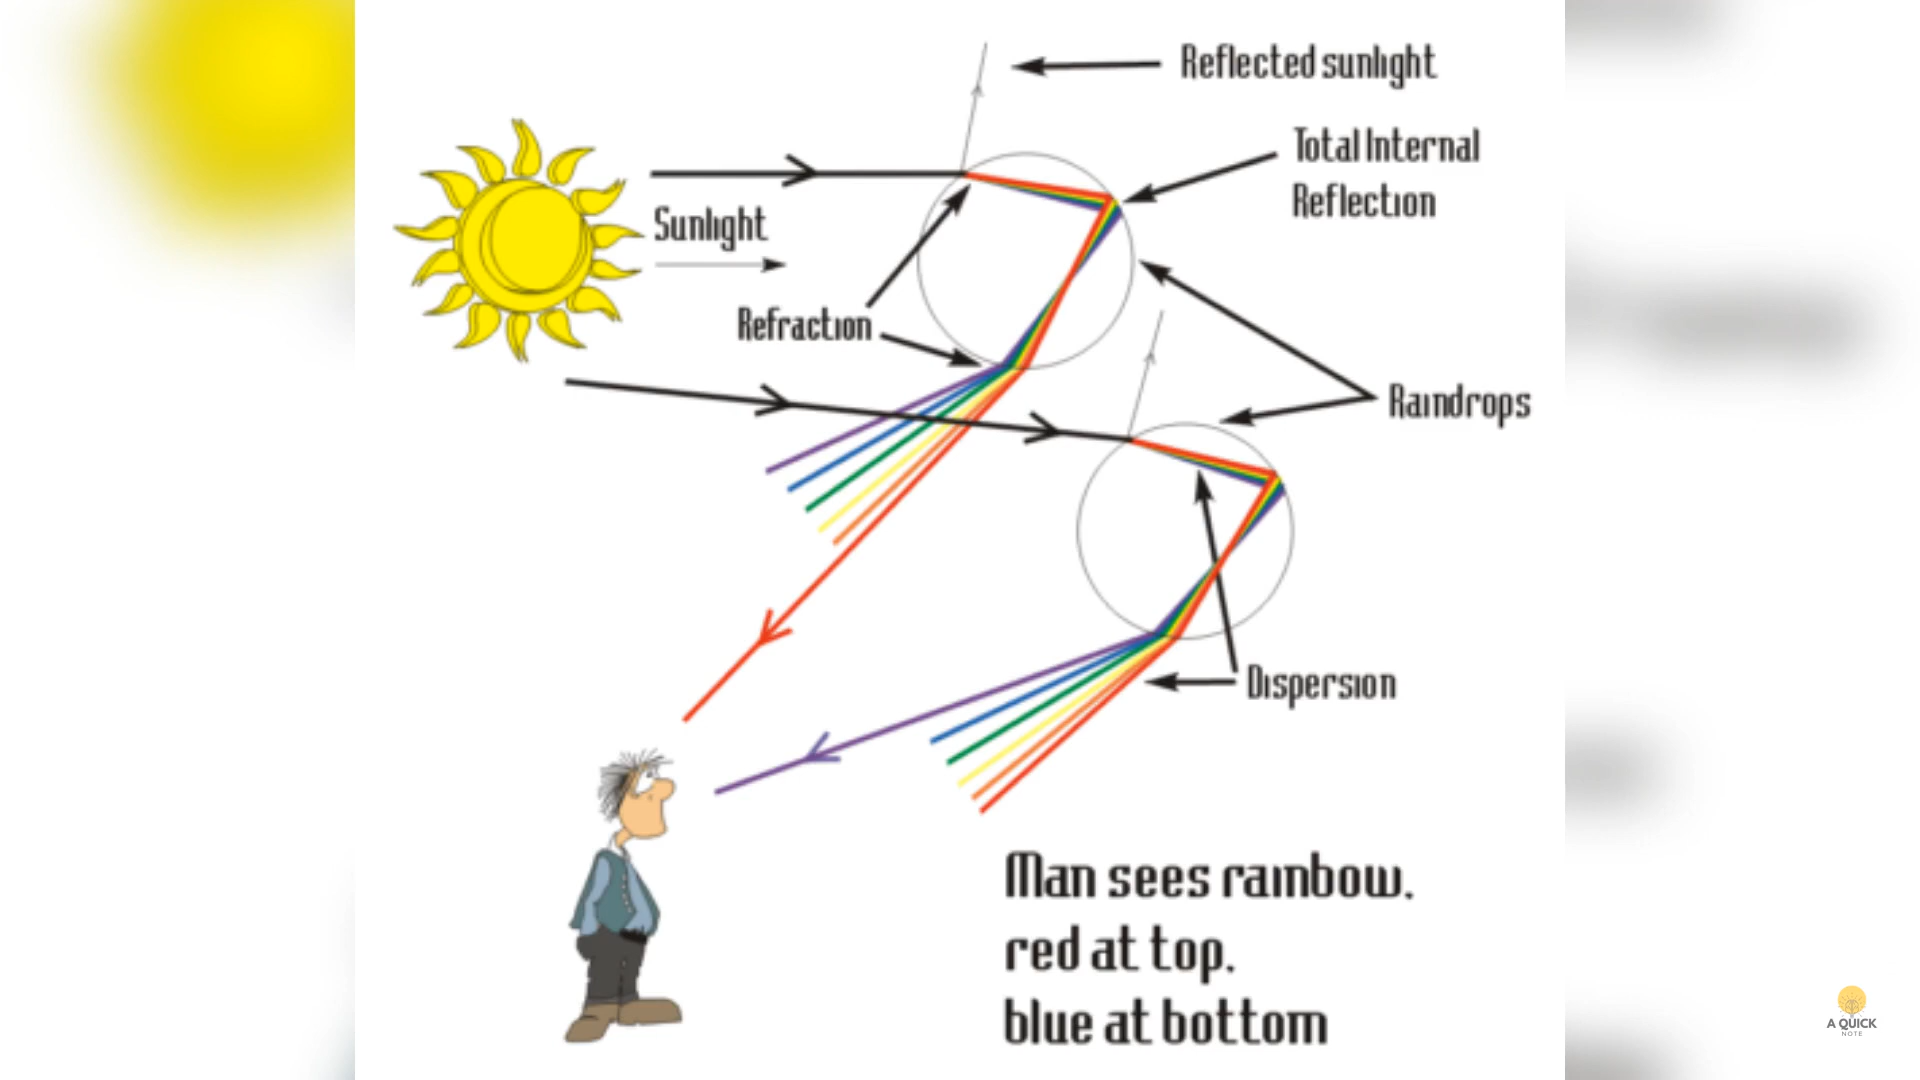 Reflected sunlight
Total Internal
Reflection
Sunlight
Refraction
Raindrops
Dispersion
Man sees rainbow.
red at top.
blue at bottom
A QUICK
NOTE